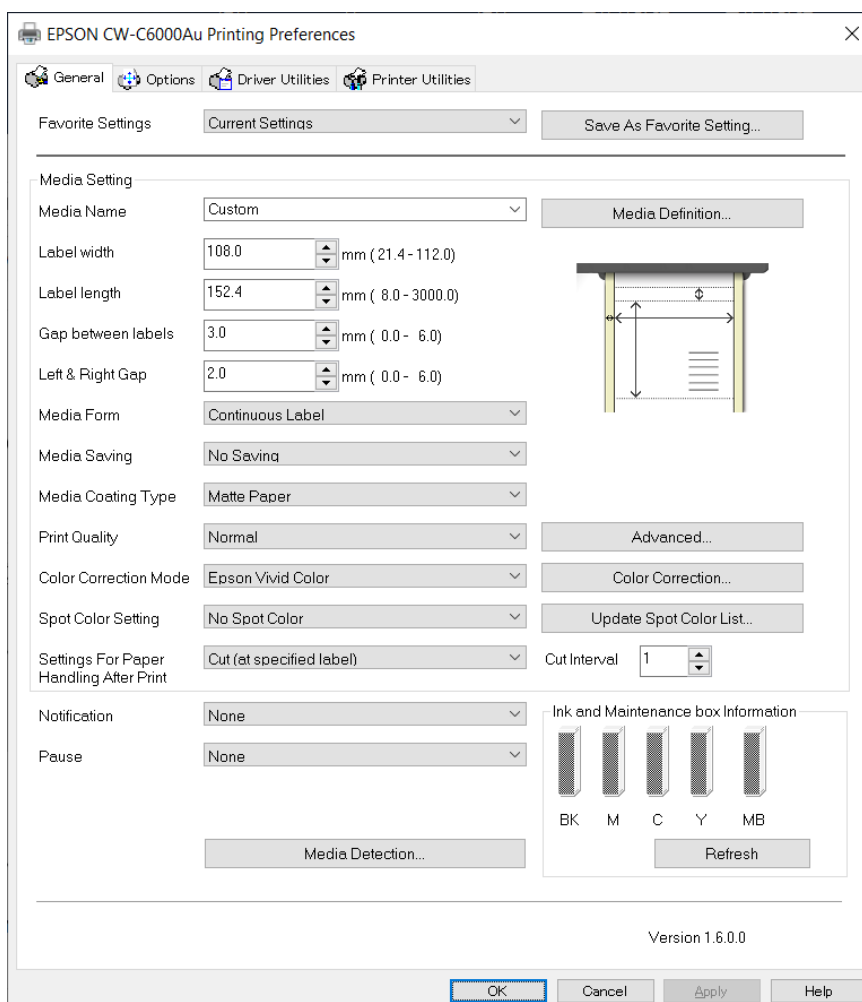 EPSON CW-C6000Au Printing Preferences
General Options Driver Utilities Printer Utilities
Favorite Settings Current Settings Save As Favorite Setting...
Media Setting
Media Name Custom Media Definition...
Label width 108.0 mm ( 21.4 - 112.0)
Label length 152.4 mm ( 8.0 - 3000.0)
Gap between labels 3.0 mm ( 0.0 - 6.0)
Left & Right Gap 2.0 mm ( 0.0 - 6.0)
Media Form Continuous Label
Media Saving No Saving
Media Coating Type Matte Paper
Print Quality Normal Advanced...
Color Correction Mode Epson Vivid Color Color Correction...
Spot Color Setting No Spot Color Update Spot Color List...
Settings For Paper Cut (at specified label) Cut Interval 1
Handling After Print
Notification None Ink and Maintenance box Information
Pause None
BK M C Y MB
Media Detection... Refresh
Version 1.6.0.0
OK Cancel Apply Help